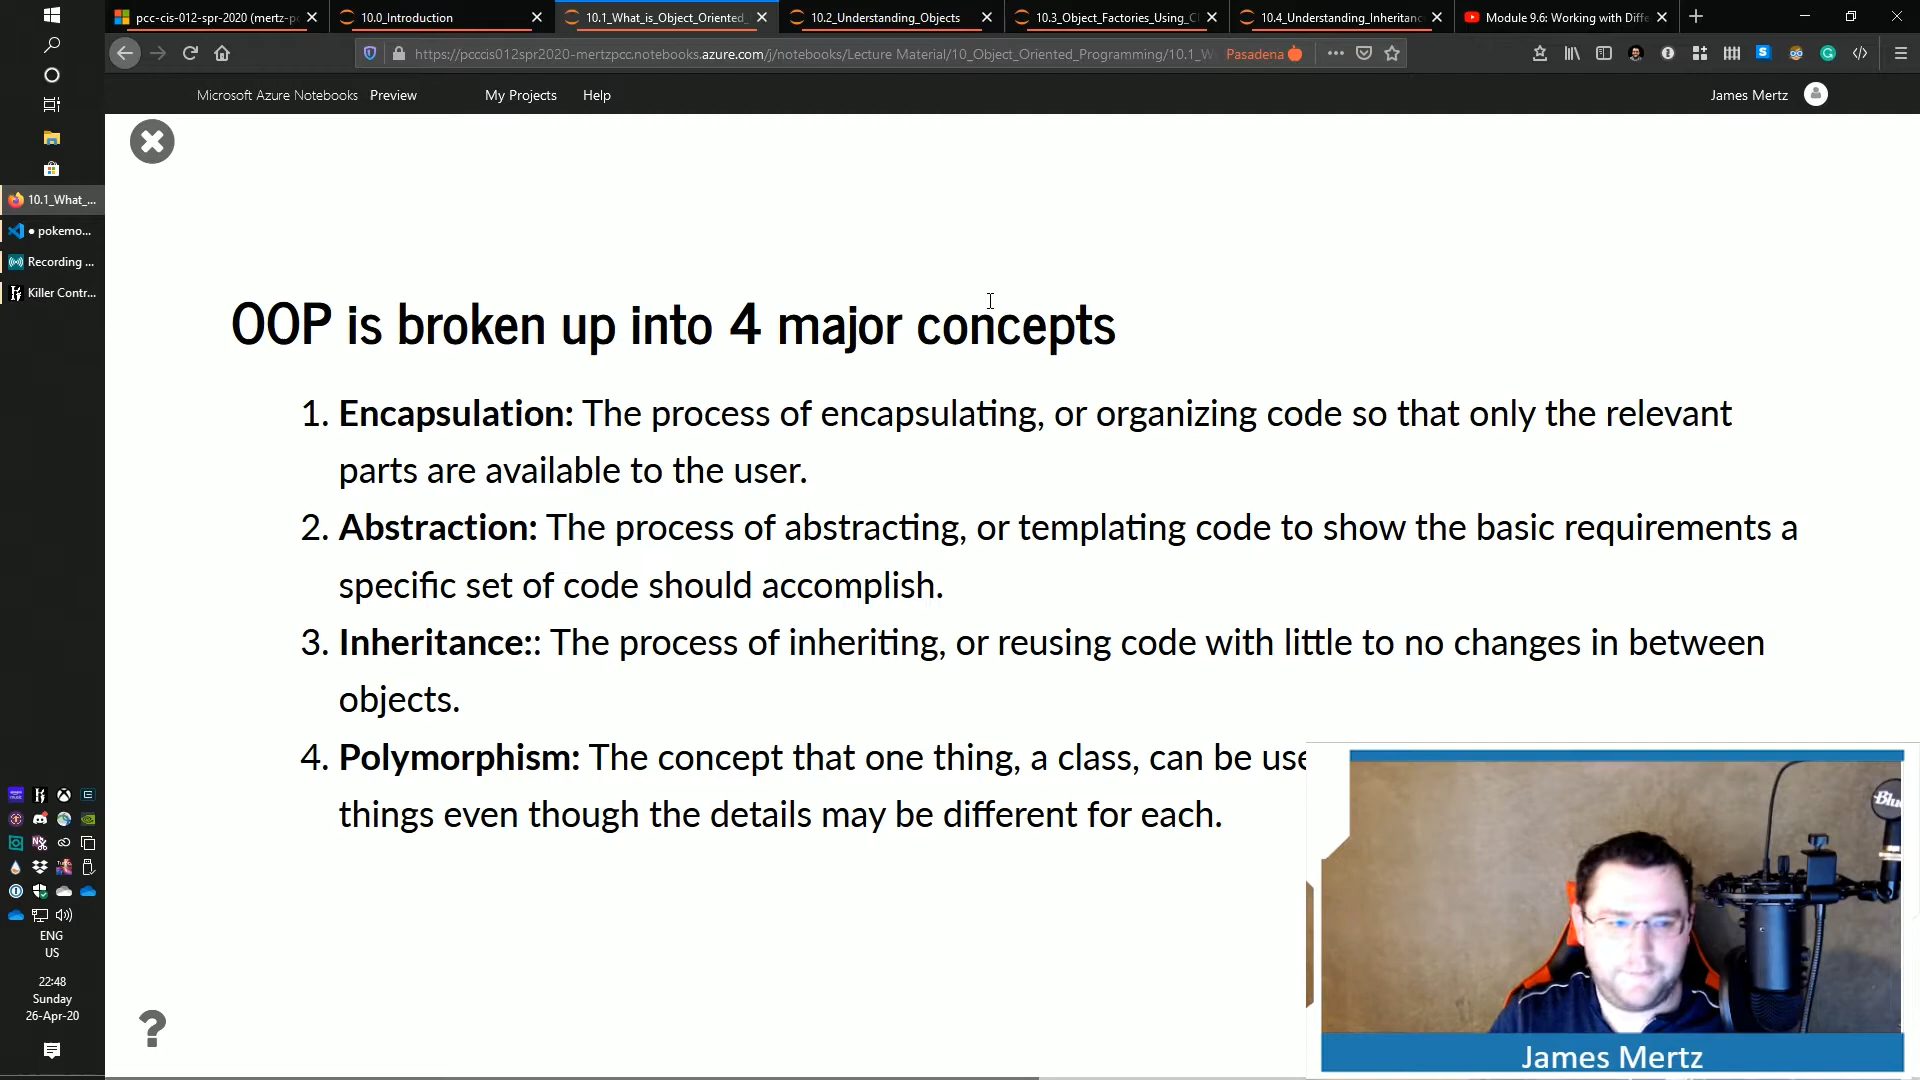 pcc-cis-012-spr-2020 (mertz-p
10.0_Introduction
10.1_What_is_Object_Oriented_
10.2_Understanding_Objects
10.3_Object_Factories_Using_Cl
10.4_Understanding_Inheritanc
Module 9.6: Working with Diffe
https://pcccis012spr2020-mertzpcc.notebooks.azure.com/j/notebooks/Lecture Material/10_Object_Oriented_Programming/10.1_W
Pasadena
Microsoft Azure Notebooks Preview My Projects Help James Mertz
10.1_What_...
• pokemo...
Recording ...
Killer Contr...
OOP is broken up into 4 major concepts
1. Encapsulation: The process of encapsulating, or organizing code so that only the relevant
parts are available to the user.
2. Abstraction: The process of abstracting, or templating code to show the basic requirements a
specific set of code should accomplish.
3. Inheritance:: The process of inheriting, or reusing code with little to no changes in between
objects.
4. Polymorphism: The concept that one thing, a class, can be use
things even though the details may be different for each.
Blu
James Mertz
ENG
US
22:48
Sunday
26-Apr-20